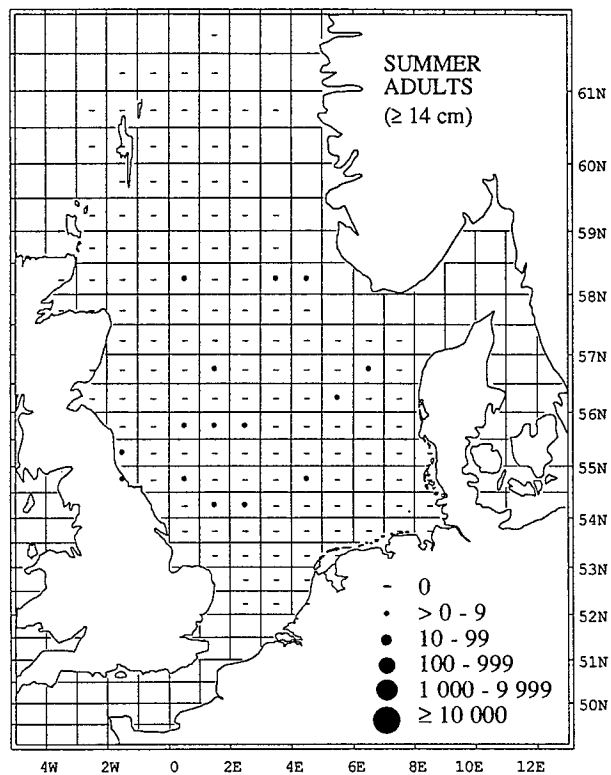 SUMMER
ADULTS
(≥ 14 cm)
61N
60N
59N
58N
57N
56N
55N
54N
53N
52N
51N
50N
- 0
• > 0 - 9
● 10 - 99
● 100 - 999
● 1 000 - 9 999
● ≥ 10 000
4W 2W 0 2E 4E 6E 8E 10E 12E